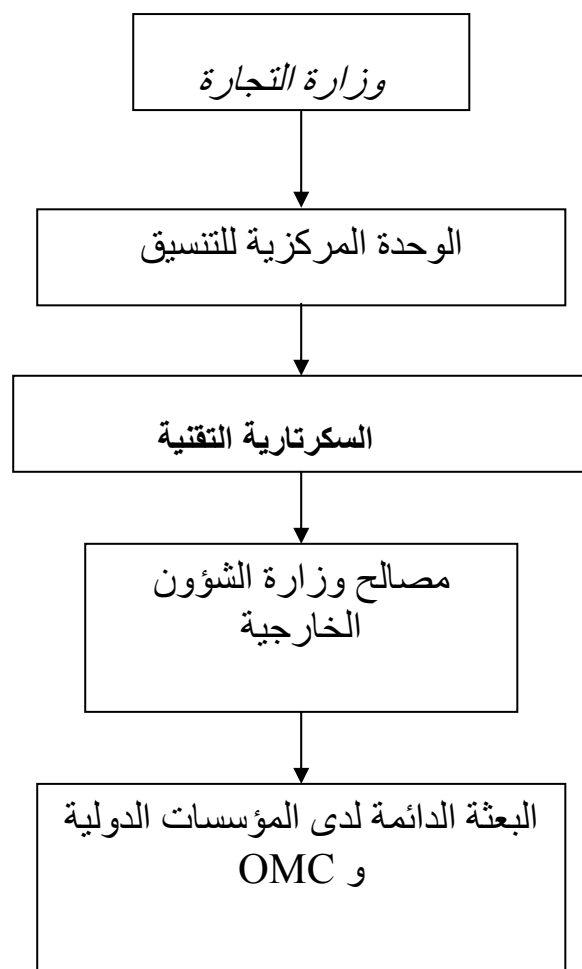 وزارة التجارة
الوحدة المركزية للتنسيق
السكرتارية التقنية
مصالح وزارة الشؤون
الخارجية
البعثة الدائمة لدى المؤسسات الدولية
و OMC